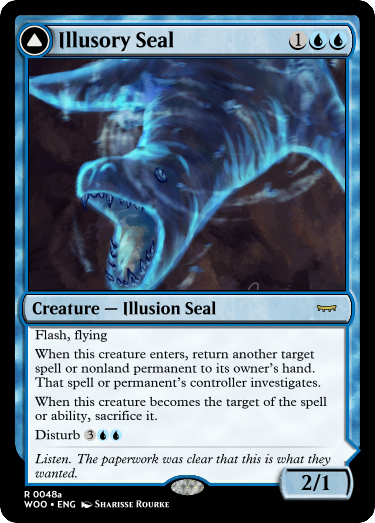 Illusory Seal 1
Creature — Illusion Seal
Flash, flying
When this creature enters, return another target
spell or nonland permanent to its owner's hand.
That spell or permanent's controller investigates.
When this creature becomes the target of the spell
or ability, sacrifice it.
Disturb 3
Listen. The paperwork was clear that this is what they
wanted.
2/1
R 0048a
WOO • ENG Sharisse Rourke